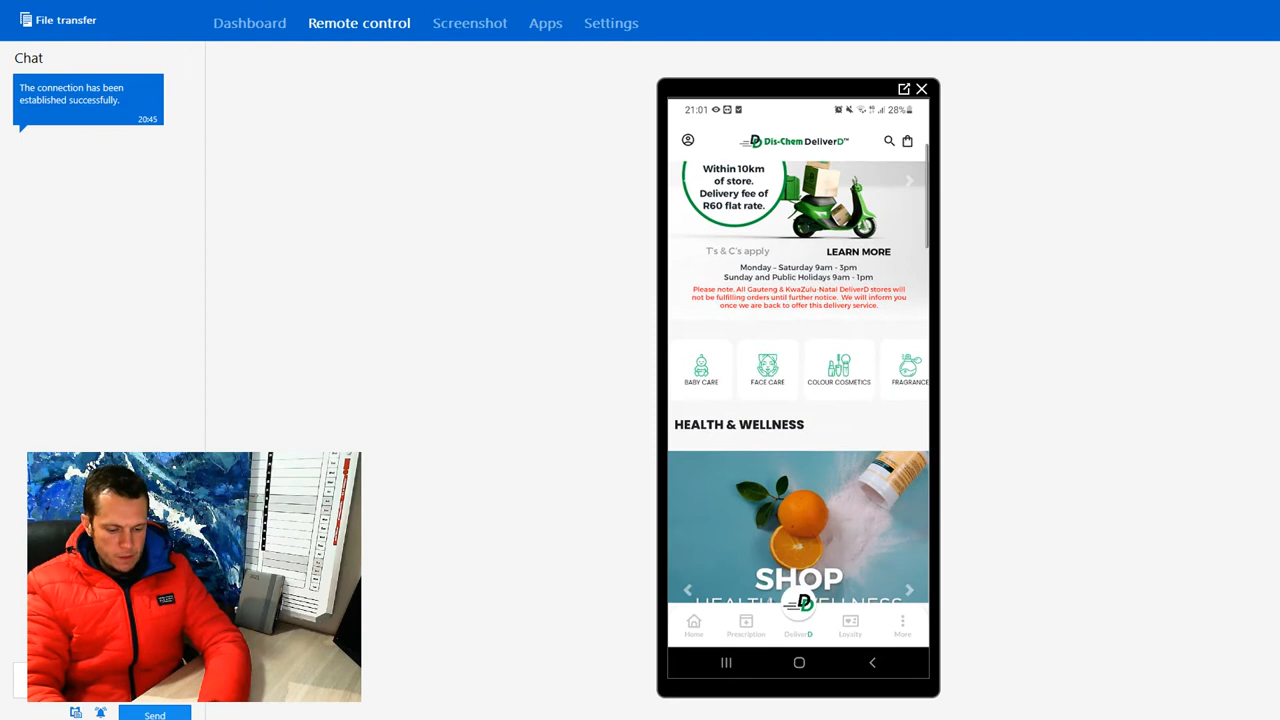 File transfer
Dashboard
Remote control
Screenshot
Apps
Settings
Chat
The connection has been
established successfully.
20:45
21:01
28%
Dis-Chem DeliverD™
Within 10km
of store.
Delivery fee of
R60 flat rate.
T's & C's apply
LEARN MORE
Monday - Saturday 9am - 3pm
Sunday and Public Holidays 9am - 1pm
Please note, All Gauteng & KwaZulu-Natal DeliverD stores will
not be fulfilling orders until further notice. We will inform you
once we are back to offer this delivery service.
BABY CARE
FACE CARE
COLOUR COSMETICS
FRAGRANCE
HEALTH & WELLNESS
SHOP
HEALTH & WELLNESS
Home
Prescription
DeliverD
Loyalty
More
Send